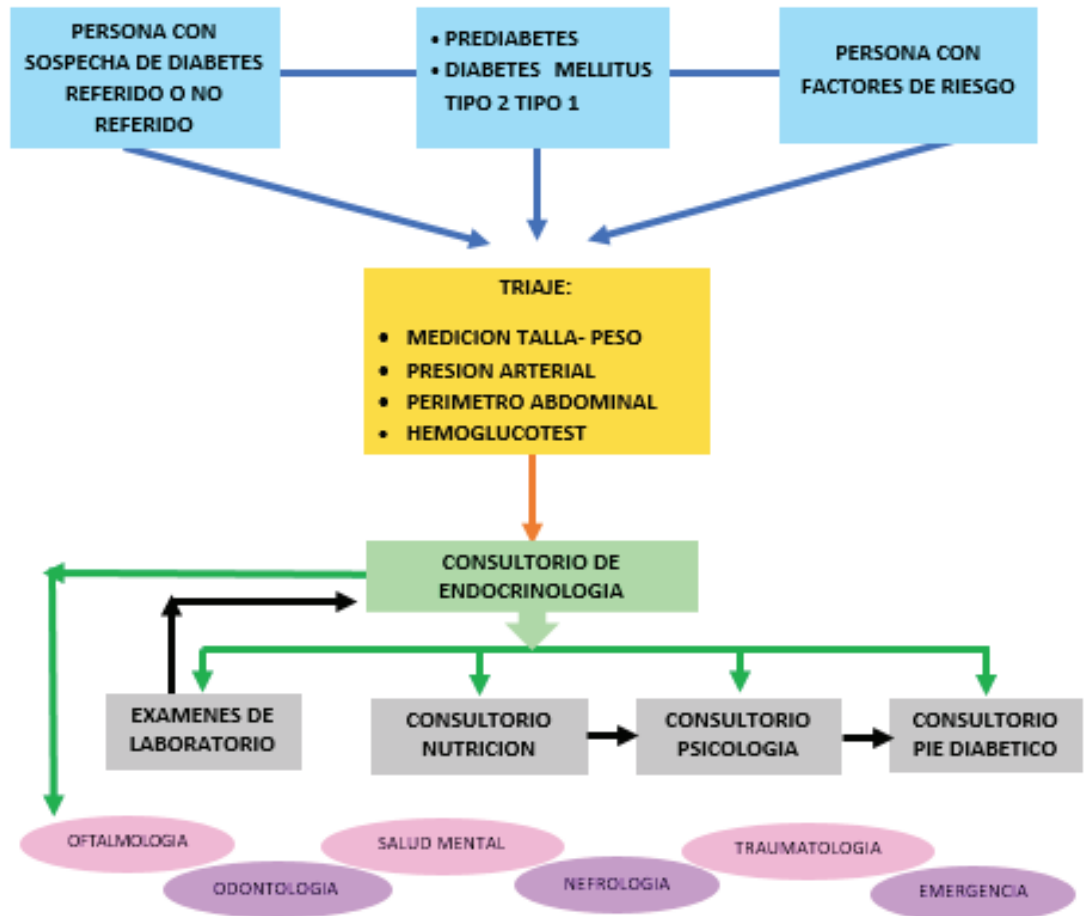 PERSONA CON
SOSPECHA DE DIABETES
REFERIDO O NO
REFERIDO
• PREDIABETES
• DIABETES MELLITUS
TIPO 2 TIPO 1
PERSONA CON
FACTORES DE RIESGO
TRIAJE:
• MEDICION TALLA- PESO
• PRESION ARTERIAL
• PERIMETRO ABDOMINAL
• HEMOGLUCOTEST
CONSULTORIO DE
ENDOCRINOLOGIA
EXAMENES DE
LABORATORIO
CONSULTORIO
NUTRICION
CONSULTORIO
PSICOLOGIA
CONSULTORIO
PIE DIABETICO
OFTALMOLOGIA
SALUD MENTAL
TRAUMATOLOGIA
ODONTOLOGIA
NEFROLOGIA
EMERGENCIA